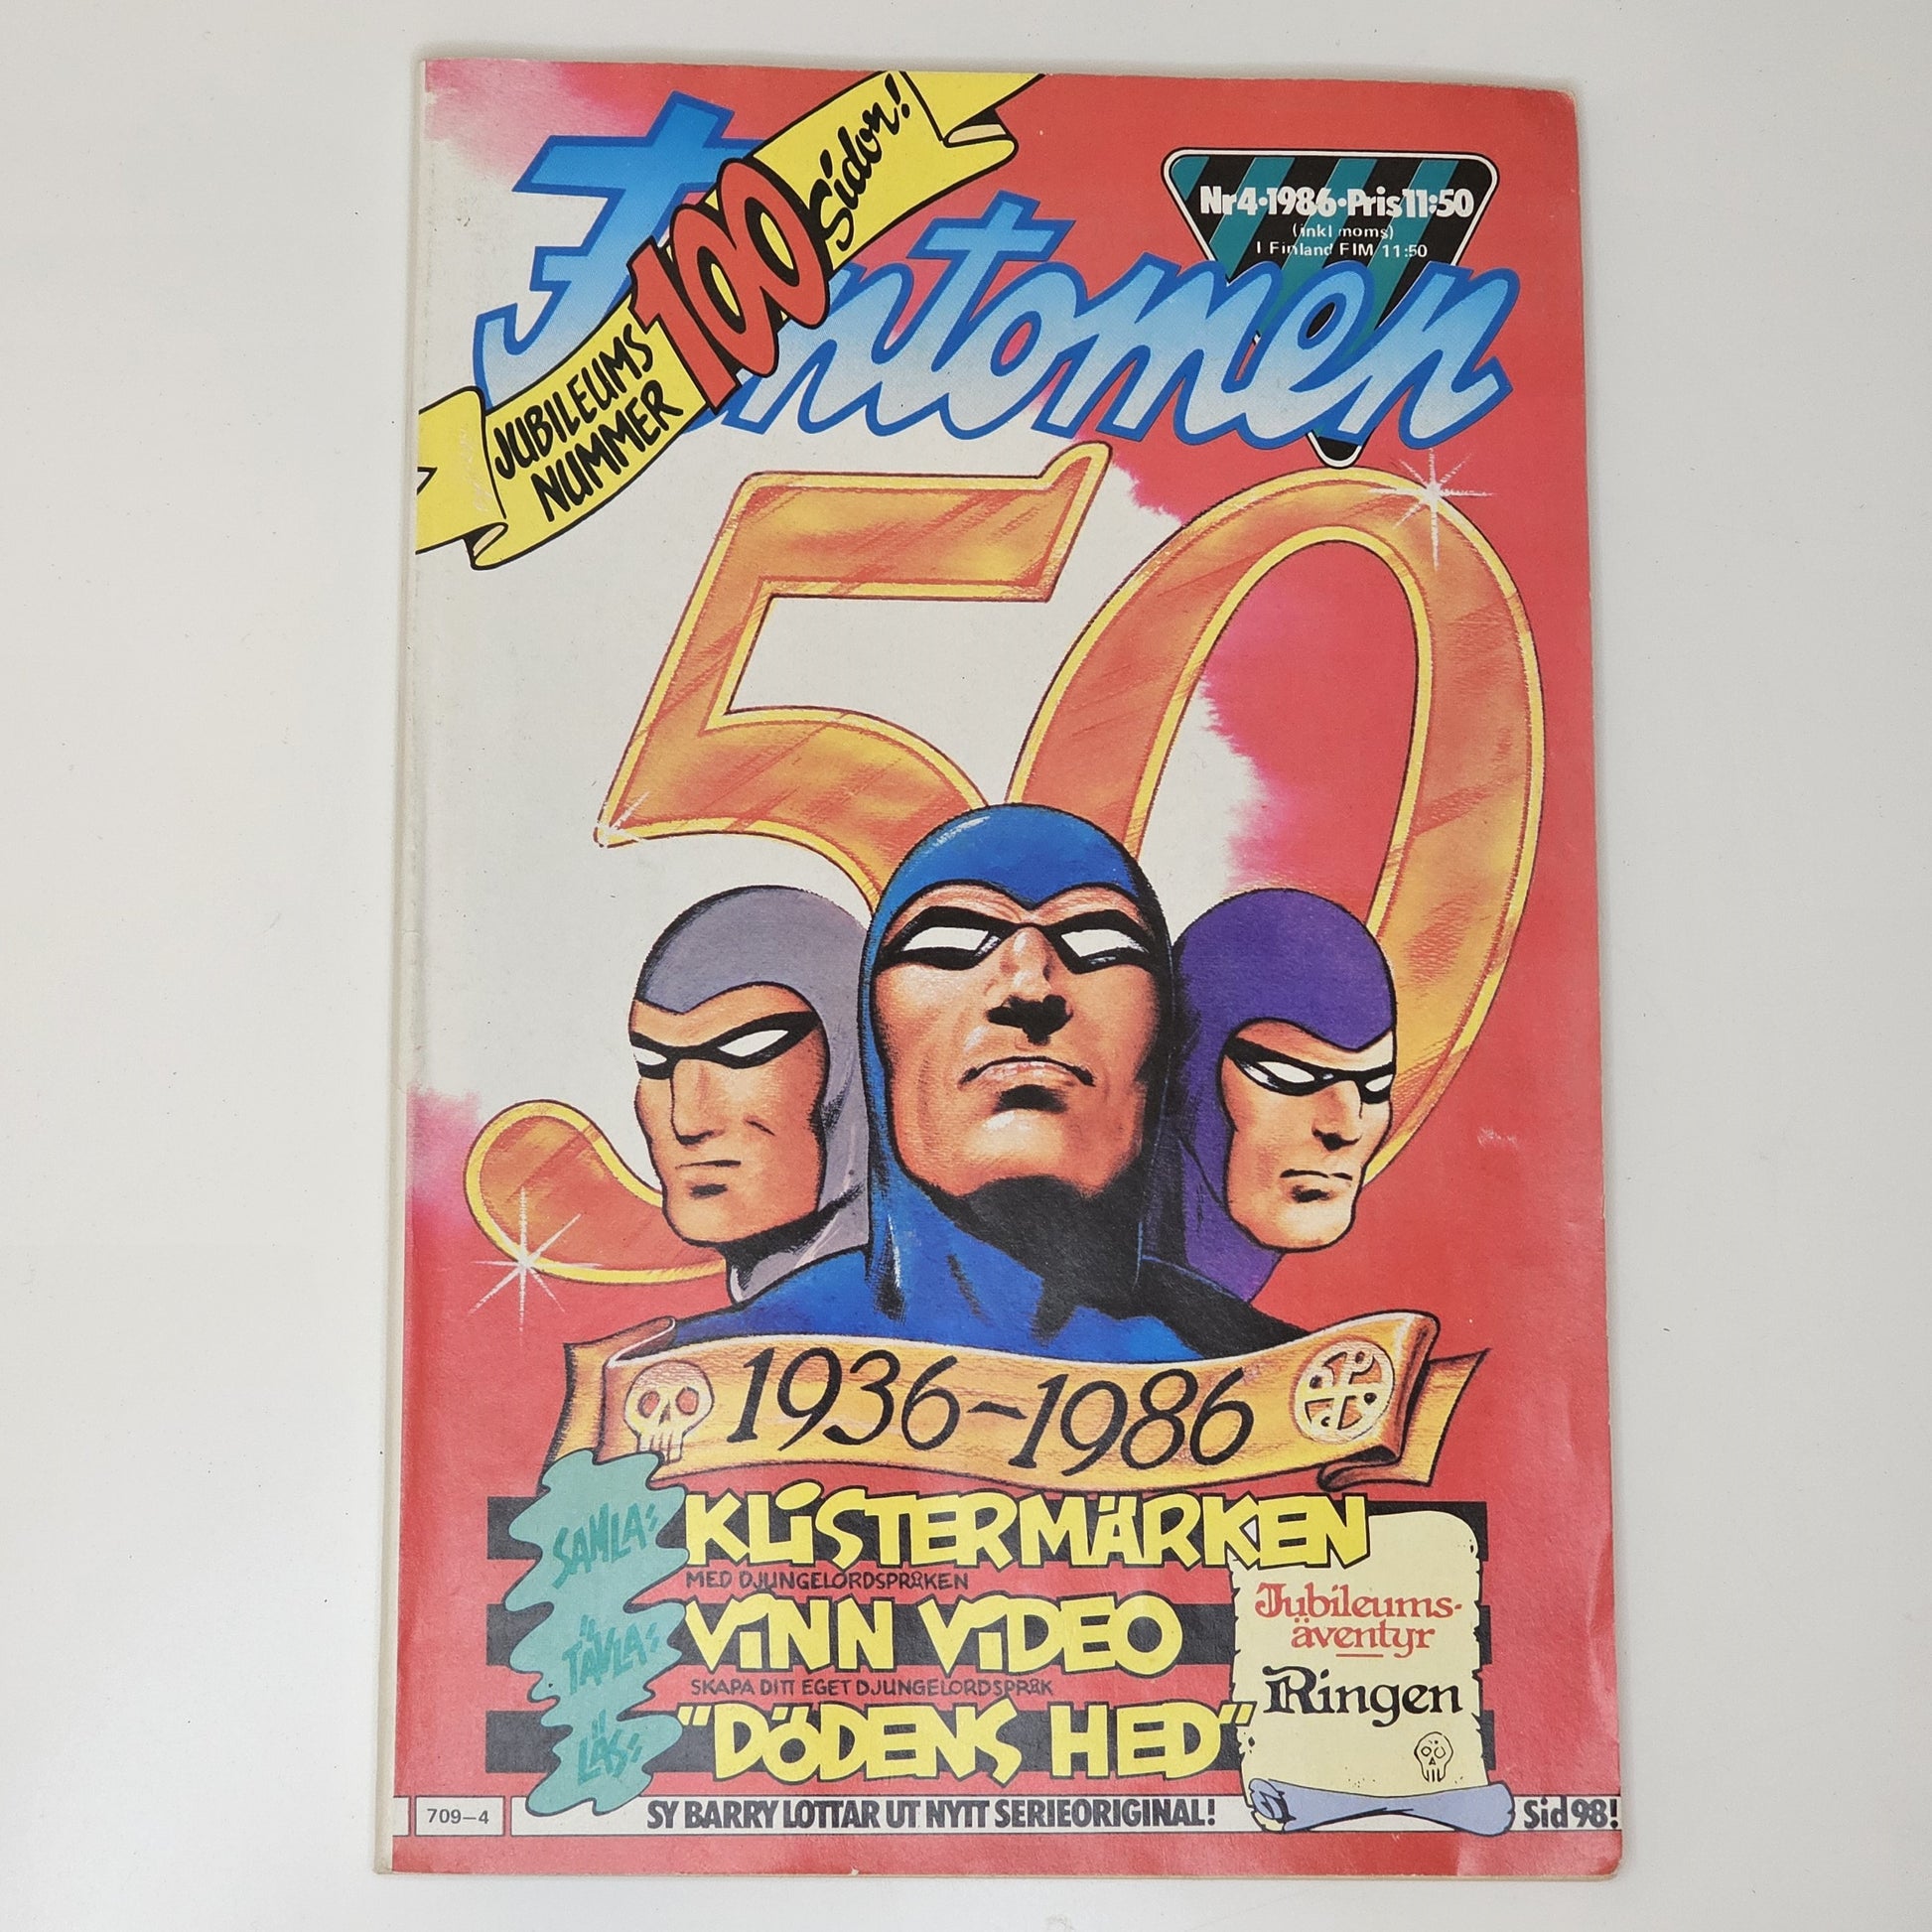 JUBILEUMS
NUMMER
100 Sidor!
Fantomen
Nr 4•1986•Pris 11:50
(inkl moms)
I Finland FIM 11:50
50
1936–1986
SAMLA:
KLISTERMÄRKEN
MED DJUNGELORDSPRÅKEN
TÄVLA:
VINN VIDEO
SKAPA DITT EGET DJUNGELORDSPRÅK
LÄS:
"DÖDENS HED"
Jubileums-
äventyr
Ringen
709–4
SY BARRY LOTTAR UT NYTT SERIEORIGINAL!
Sid 98!